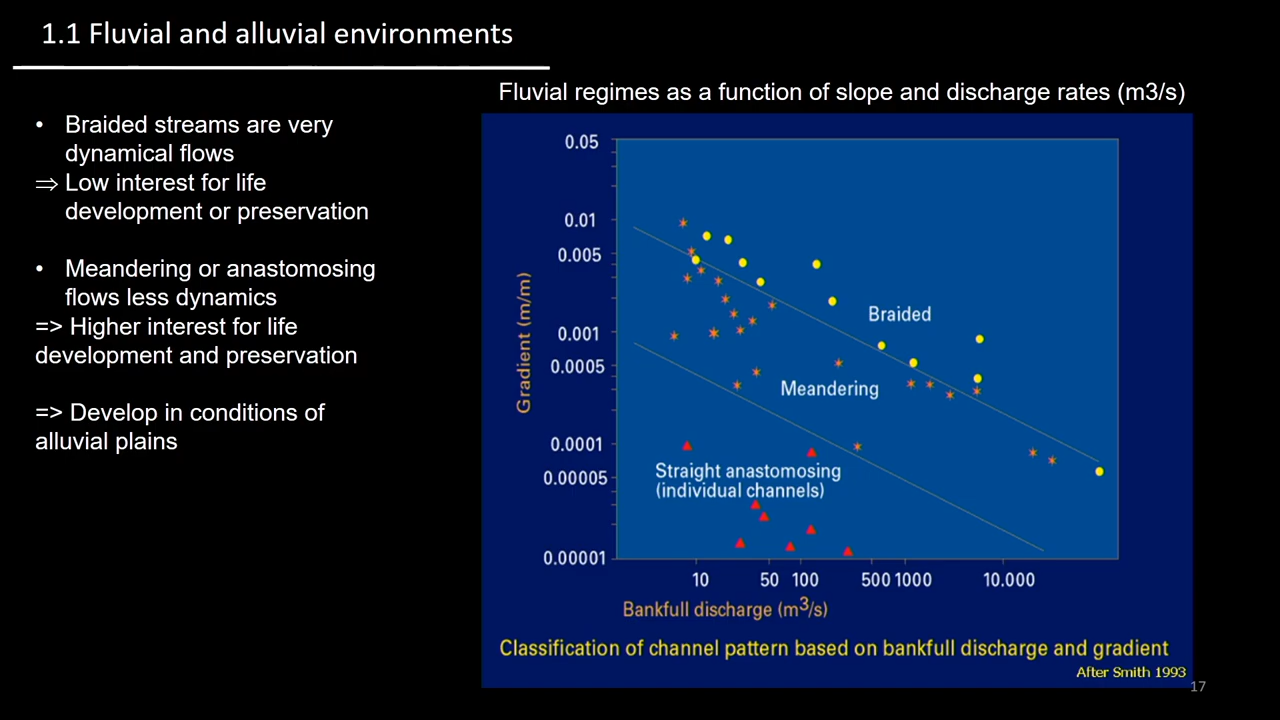 1.1 Fluvial and alluvial environments
• Braided streams are very
dynamical flows
⇒ Low interest for life
development or preservation
• Meandering or anastomosing
flows less dynamics
=> Higher interest for life
development and preservation
=> Develop in conditions of
alluvial plains
Fluvial regimes as a function of slope and discharge rates (m3/s)
0.05
0.01
0.005
0.001
0.0005
0.0001
0.00005
0.00001
Gradient (m/m)
Braided
Meandering
Straight anastomosing
(individual channels)
10 50 100 500 1000 10.000
Bankfull discharge (m³/s)
Classification of channel pattern based on bankfull discharge and gradient
After Smith 1993
17